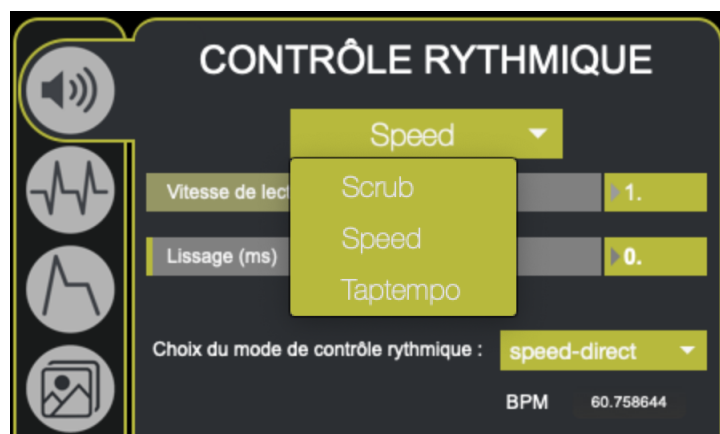 CONTRÔLE RYTHMIQUE
Speed
Scrub
Speed
Taptempo
Vitesse de lect
1.
Lissage (ms)
0.
Choix du mode de contrôle rythmique :
speed-direct
BPM 60.758644